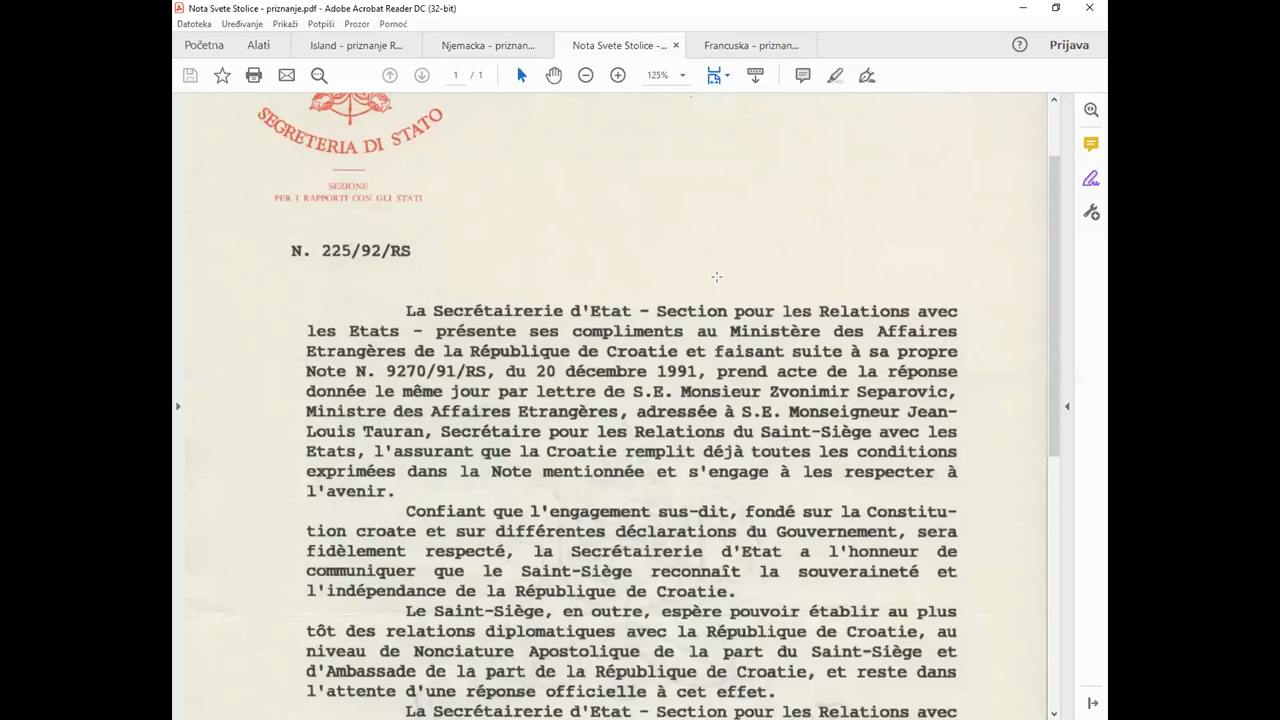 Nota Svete Stolice - priznanje.pdf - Adobe Acrobat Reader DC (32-bit)
Datoteka Uređivanje Prikaži Potpiši Prozor Pomoć
Početna Alati Island - priznanje R... Njemacka - priznan... Nota Svete Stolice -... × Francuska - priznan... Prijava
1 / 1 125%
SEGRETERIA DI STATO
SEZIONE
PER I RAPPORTI CON GLI STATI
N. 225/92/RS
La Secrétairerie d'Etat - Section pour les Relations avec
les Etats - présente ses compliments au Ministère des Affaires
Etrangères de la République de Croatie et faisant suite à sa propre
Note N. 9270/91/RS, du 20 décembre 1991, prend acte de la réponse
donnée le même jour par lettre de S.E. Monsieur Zvonimir Separovic,
Ministre des Affaires Etrangères, adressée à S.E. Monseigneur Jean-
Louis Tauran, Secrétaire pour les Relations du Saint-Siège avec les
Etats, l'assurant que la Croatie remplit déjà toutes les conditions
exprimées dans la Note mentionnée et s'engage à les respecter à
l'avenir.
Confiant que l'engagement sus-dit, fondé sur la Constitu-
tion croate et sur différentes déclarations du Gouvernement, sera
fidèlement respecté, la Secrétairerie d'Etat a l'honneur de
communiquer que le Saint-Siège reconnaît la souveraineté et
l'indépendance de la République de Croatie.
Le Saint-Siège, en outre, espère pouvoir établir au plus
tôt des relations diplomatiques avec la République de Croatie, au
niveau de Nonciature Apostolique de la part du Saint-Siège et
d'Ambassade de la part de la République de Croatie, et reste dans
l'attente d'une réponse officielle à cet effet.
La Secrétairerie d'Etat - Section pour les Relations avec